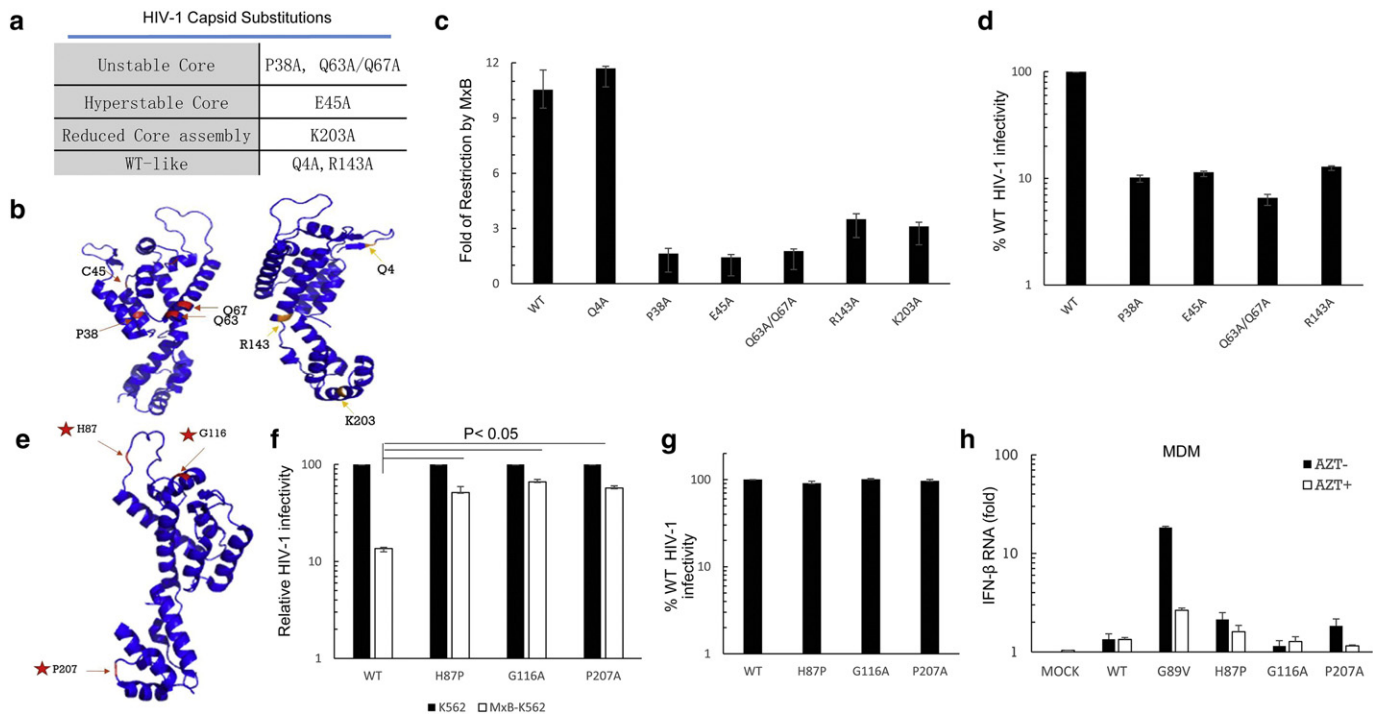 a
HIV-1 Capsid Substitutions
Unstable Core P38A, Q63A/Q67A
Hyperstable Core E45A
Reduced Core assembly K203A
WT-like Q4A,R143A
b
C45
P38
Q67
Q63
Q4
R143
K203
c
Fold of Restriction by MxB
12
9
6
3
0
WT Q4A P38A E45A Q63A/Q67A R143A K203A
d
% WT HIV-1 infectivity
100
10
1
WT P38A E45A Q63A/Q67A R143A
e
H87
G116
P207
f
P< 0.05
Relative HIV-1 infectivity
100
10
1
WT H87P G116A P207A
K562 MxB-K562
g
% WT HIV-1
infectivity
100
10
1
WT H87P G116A P207A
h
MDM
AZT-
AZT+
IFN-β RNA (fold)
100
10
1
MOCK WT G89V H87P G116A P207A